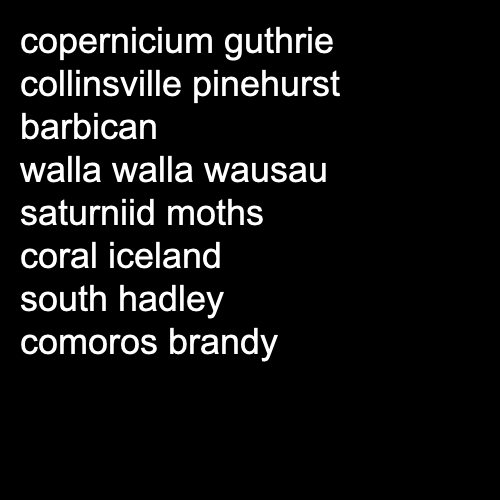 copernicium guthrie
collinsville pinehurst
barbican
walla walla wausau
saturniid moths
coral iceland
south hadley
comoros brandy